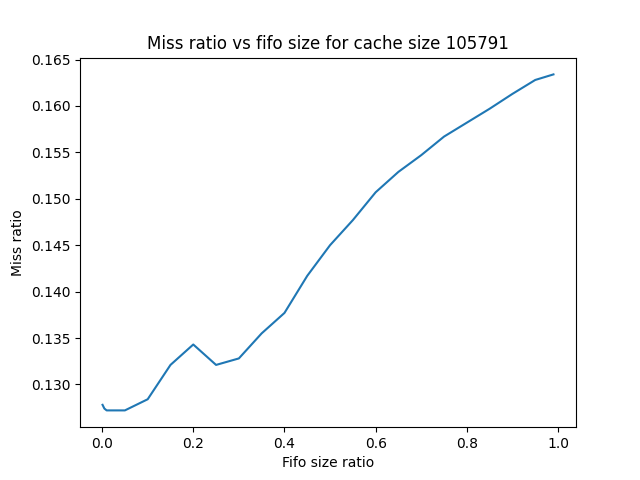 Miss ratio vs fifo size for cache size 105791
0.165
0.160
0.155
0.150
0.145
0.140
0.135
0.130
Miss ratio
0.0 0.2 0.4 0.6 0.8 1.0
Fifo size ratio